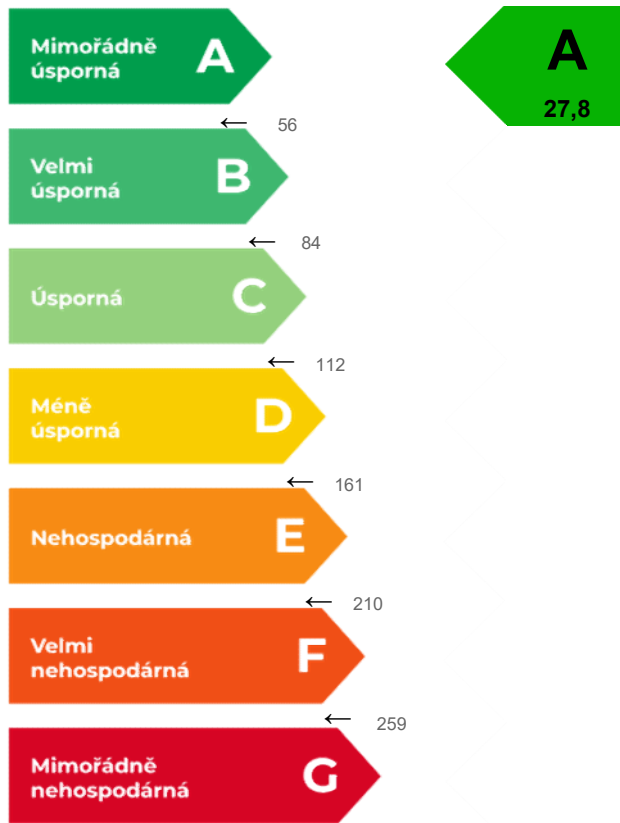 Mimořádně
úsporná
A
A
27,8
← 56
Velmi
úsporná
B
← 84
Úsporná
C
← 112
Méně
úsporná
D
← 161
Nehospodárná
E
← 210
Velmi
nehospodárná
F
← 259
Mimořádně
nehospodárná
G